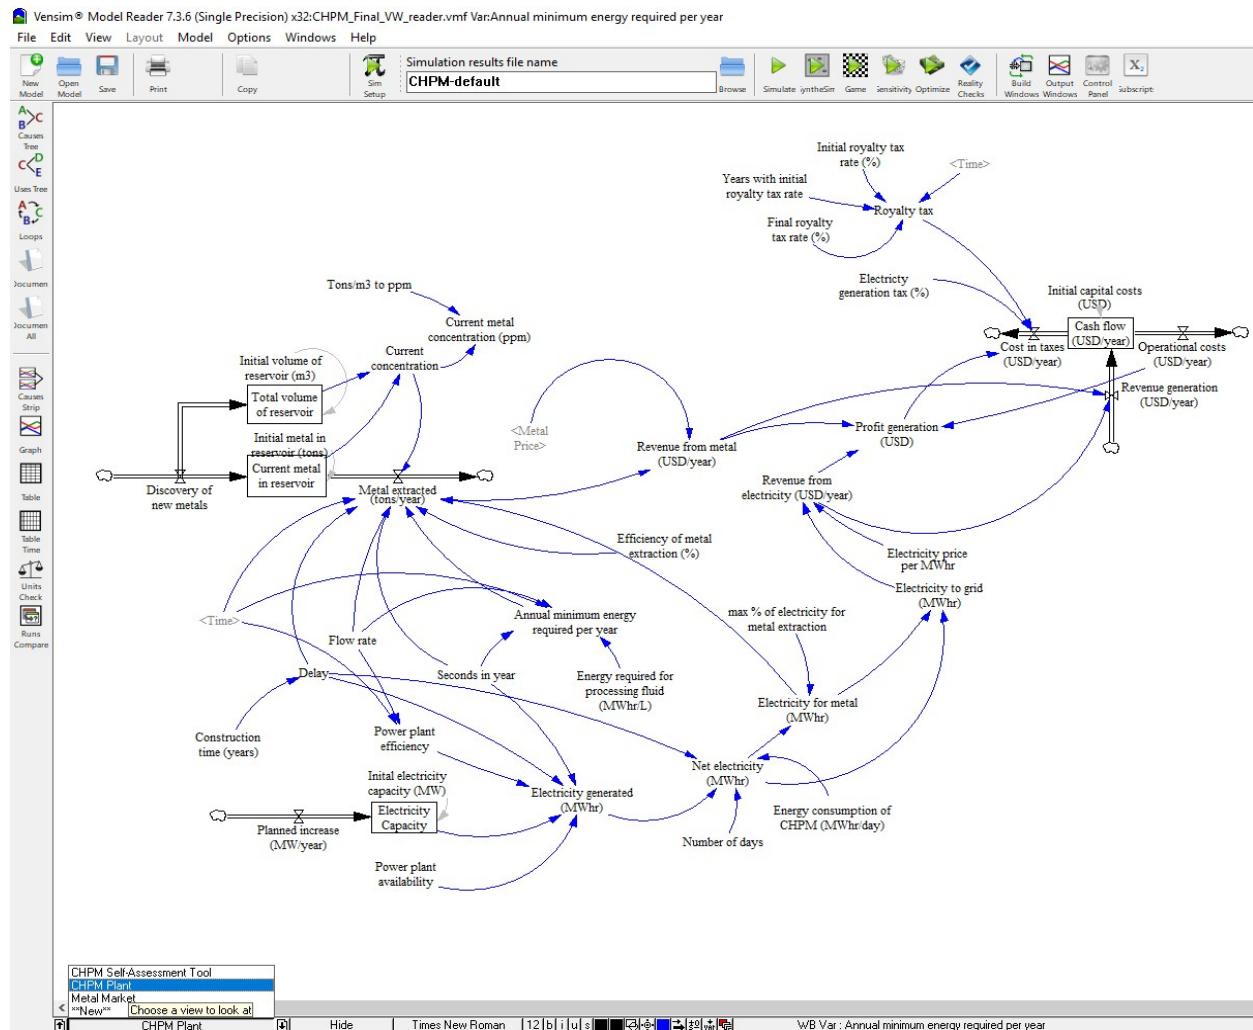 Vensim® Model Reader 7.3.6 (Single Precision) x32:CHPM_Final_VW_reader.vmf Var:Annual minimum energy required per year
File Edit View Layout Model Options Windows Help
Simulation results file name
CHPM-default
New Model
Open Model
Save
Print
Copy
Sim Setup
Browse
Simulate
SyntheSim
Game
Sensitivity
Optimize
Reality Checks
Build Windows
Output Windows
Control Panel
Subscript
Causes Tree
Uses Tree
Loops
Documen
Documen All
Causes Strip
Graph
Table
Table Time
Units Check
Runs Compare
Initial royalty tax
rate (%)
<Time>
Years with initial
royalty tax rate
Royalty tax
Final royalty
tax rate (%)
Electricty
generation tax (%)
Initial capital costs
(USD)
Cash flow
(USD/year)
Cost in taxes
(USD/year)
Operational costs
(USD/year)
Revenue generation
(USD/year)
Tons/m3 to ppm
Current metal
concentration (ppm)
Current
concentration
Initial volume of
reservoir (m3)
Total volume
of reservoir
Initial metal in
reservoir (tons)
Current metal
in reservoir
Discovery of
new metals
Metal extracted
(tons/year)
<Metal
Price>
Revenue from metal
(USD/year)
Profit generation
(USD)
Revenue from
electricity (USD/year)
Efficiency of metal
extraction (%)
Electricity price
per MWhr
Electricity to grid
(MWhr)
<Time>
Flow rate
Annual minimum energy
required per year
max % of electricity for
metal extraction
Delay
Seconds in year
Energy required for
processing fluid
(MWhr/L)
Electricity for metal
(MWhr)
Construction
time (years)
Power plant
efficiency
Net electricity
(MWhr)
Inital electricity
capacity (MW)
Electricity
Capacity
Planned increase
(MW/year)
Electricity generated
(MWhr)
Energy consumption of
CHPM (MWhr/day)
Number of days
Power plant
availability
CHPM Self-Assessment Tool
CHPM Plant
Metal Market
**New**
Choose a view to look at
CHPM Plant Hide Times New Roman 12 b i u s WB Var : Annual minimum energy required per year